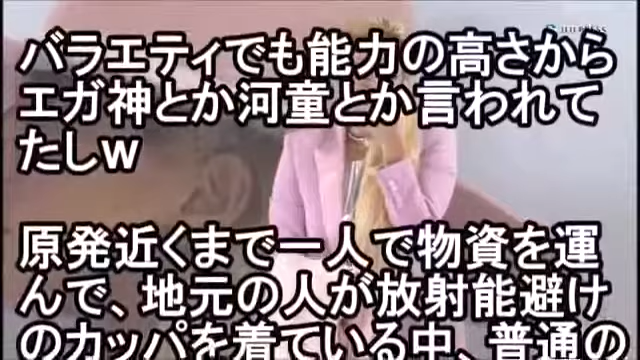 バラエティでも能力の高さから
エガ神とか河童とか言われて
たしｗ
原発近くまで一人で物資を運
んで、地元の人が放射能避け
のカッパを着ている中、普通の